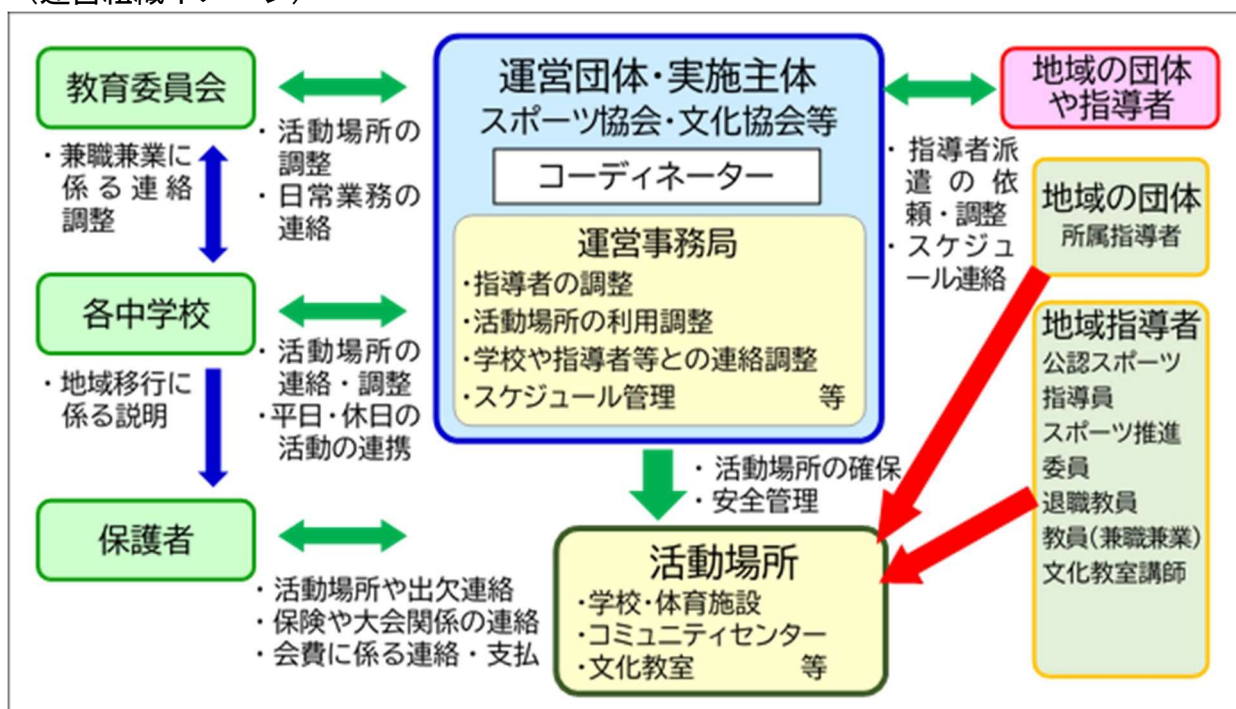 教育委員会
・兼職兼業に
係る連絡
調整
各中学校
・地域移行に
係る説明
保護者
・活動場所の
調整
・日常業務の
連絡
・活動場所の
連絡・調整
・平日・休日の
活動の連携
・活動場所や出欠連絡
・保険や大会関係の連絡
・会費に係る連絡・支払
運営団体・実施主体
スポーツ協会・文化協会等
コーディネーター
運営事務局
・指導者の調整
・活動場所の利用調整
・学校や指導者等との連絡調整
・スケジュール管理 等
・活動場所の確保
・安全管理
活動場所
・学校・体育施設
・コミュニティセンター
・文化教室 等
・指導者派
遣の依
頼・調整
・スケジュ
ール連絡
地域の団体
や指導者
地域の団体
所属指導者
地域指導者
公認スポーツ
指導員
スポーツ推進
委員
退職教員
教員(兼職兼業)
文化教室講師